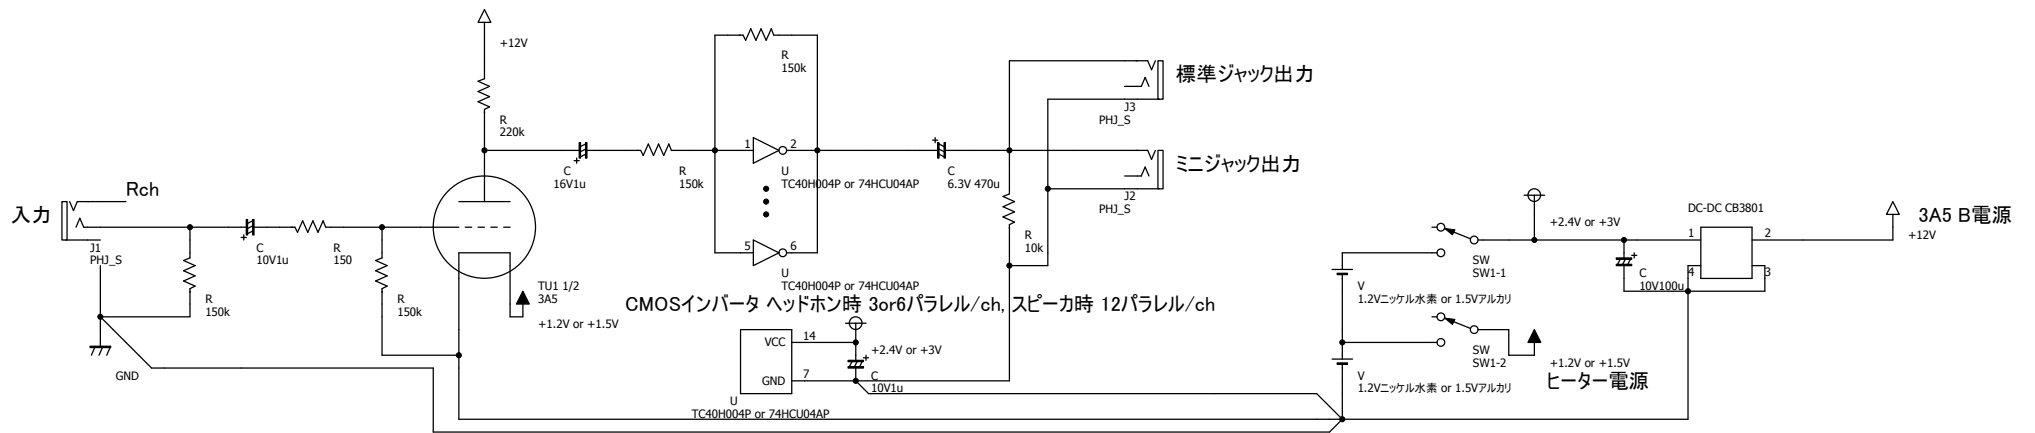 +12V
R
220k
R
150k
標準ジャック出力
J3
PHJ_S
1
2
U
TC40H004P or 74HCU04AP
C
16V1u
R
150k
C
6.3V 470u
ミニジャック出力
J2
PHJ_S
入力
Rch
J1
PHJ_S
C
10V1u
R
150
R
150k
R
150k
TU1 1/2
3A5
+1.2V or +1.5V
5
6
U
TC40H004P or 74HCU04AP
R
10k
CMOSインバータ ヘッドホン時 3or6パラレル/ch, スピーカ時 12パラレル/ch
GND
VCC
14
GND
7
U
TC40H004P or 74HCU04AP
+2.4V or +3V
C
10V1u
V
1.2Vニッケル水素 or 1.5Vアルカリ
V
1.2Vニッケル水素 or 1.5Vアルカリ
SW
SW1-1
SW
SW1-2
+2.4V or +3V
C
10V100u
DC-DC CB3801
1
2
4
3
3A5 B電源
+12V
+1.2V or +1.5V
ヒーター電源